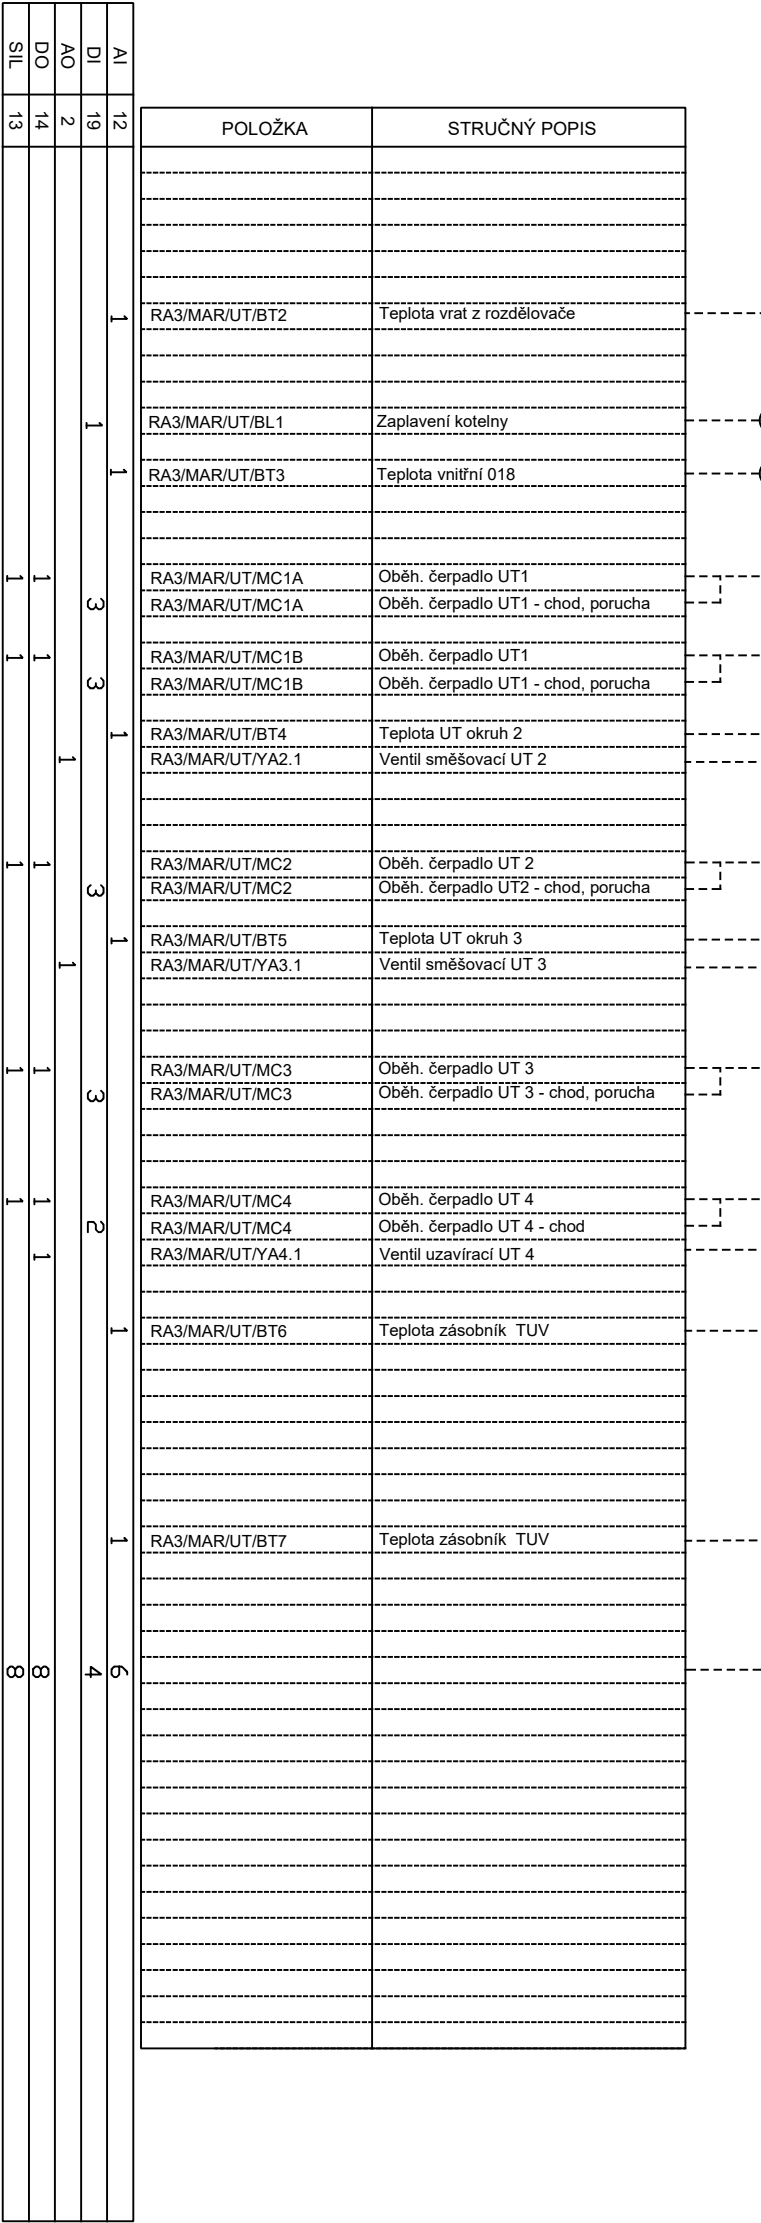 SIL DO AO DI AI
13 14 2 19 12
POLOŽKA STRUČNÝ POPIS
1 RA3/MAR/UT/BT2 Teplota vrat z rozdělovače
1 RA3/MAR/UT/BL1 Zaplavení kotelny
1 RA3/MAR/UT/BT3 Teplota vnitřní 018
1 1 RA3/MAR/UT/MC1A Oběh. čerpadlo UT1
3 RA3/MAR/UT/MC1A Oběh. čerpadlo UT1 - chod, porucha
1 1 RA3/MAR/UT/MC1B Oběh. čerpadlo UT1
3 RA3/MAR/UT/MC1B Oběh. čerpadlo UT1 - chod, porucha
1 RA3/MAR/UT/BT4 Teplota UT okruh 2
1 RA3/MAR/UT/YA2.1 Ventil směšovací UT 2
1 1 RA3/MAR/UT/MC2 Oběh. čerpadlo UT 2
3 RA3/MAR/UT/MC2 Oběh. čerpadlo UT2 - chod, porucha
1 RA3/MAR/UT/BT5 Teplota UT okruh 3
1 RA3/MAR/UT/YA3.1 Ventil směšovací UT 3
1 1 RA3/MAR/UT/MC3 Oběh. čerpadlo UT 3
3 RA3/MAR/UT/MC3 Oběh. čerpadlo UT 3 - chod, porucha
1 1 RA3/MAR/UT/MC4 Oběh. čerpadlo UT 4
2 RA3/MAR/UT/MC4 Oběh. čerpadlo UT 4 - chod
1 RA3/MAR/UT/YA4.1 Ventil uzavírací UT 4
1 RA3/MAR/UT/BT6 Teplota zásobník TUV
1 RA3/MAR/UT/BT7 Teplota zásobník TUV
8 8 4 6